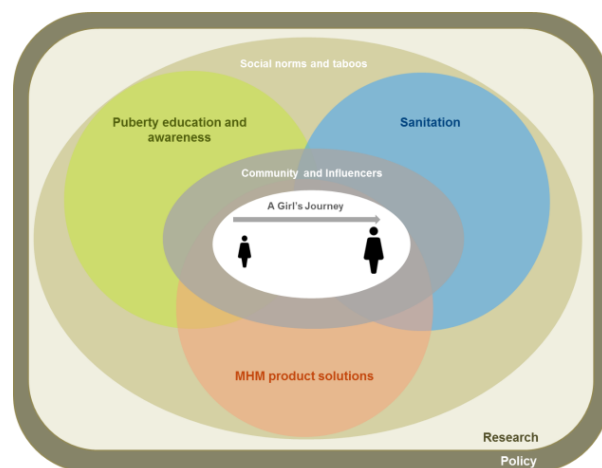 Social norms and taboos
Puberty education and
awareness
Sanitation
Community and Influencers
A Girl's Journey
MHM product solutions
Research
Policy